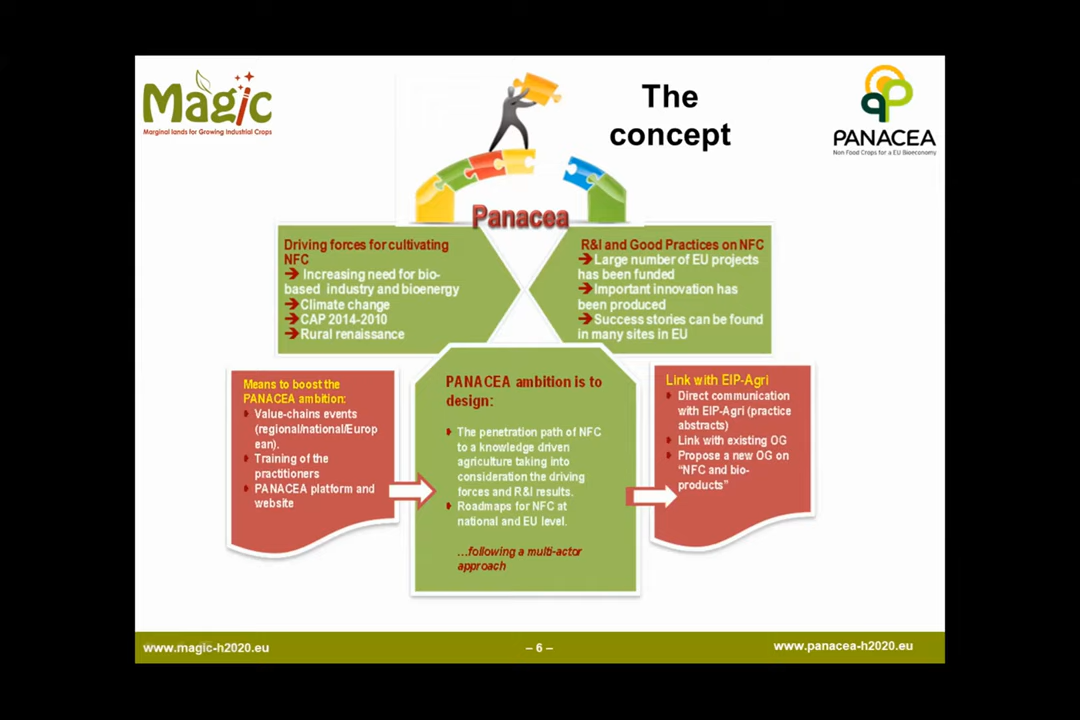 Magic
Marginal lands for Growing Industrial Crops
The
concept
PANACEA
Non Food Crops for a EU Bioeconomy
Panacea
Driving forces for cultivating
NFC
➔ Increasing need for bio-
based industry and bioenergy
➔ Climate change
➔ CAP 2014-2010
➔ Rural renaissance
R&I and Good Practices on NFC
➔ Large number of EU projects
has been funded
➔ Important innovation has
been produced
➔ Success stories can be found
in many sites in EU
Means to boost the
PANACEA ambition:
Value-chains events
(regional/national/Europ
ean).
Training of the
practitioners
PANACEA platform and
website
PANACEA ambition is to
design:
The penetration path of NFC
to a knowledge driven
agriculture taking into
consideration the driving
forces and R&I results.
Roadmaps for NFC at
national and EU level.
…following a multi-actor
approach
Link with EIP-Agri
Direct communication
with EIP-Agri (practice
abstracts)
Link with existing OG
Propose a new OG on
“NFC and bio-
products”
www.magic-h2020.eu
– 6 –
www.panacea-h2020.eu